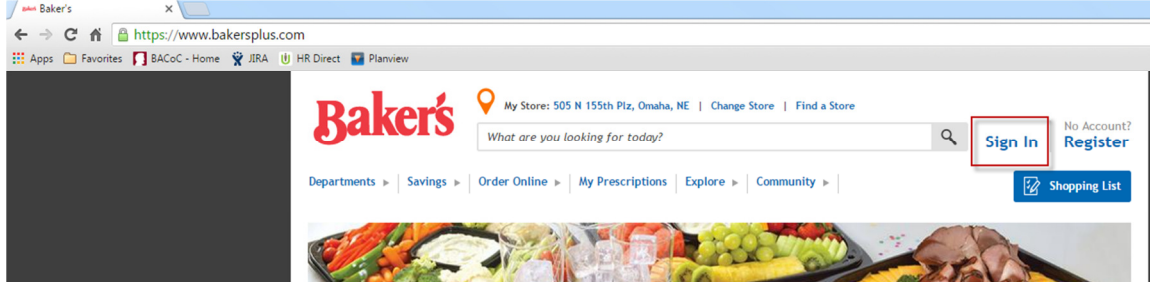 Baker's
https://www.bakersplus.com
Apps Favorites BACoC - Home JIRA HR Direct Planview
Baker's
My Store: 505 N 155th Plz, Omaha, NE | Change Store | Find a Store
What are you looking for today?
Sign In
No Account?
Register
Departments Savings Order Online My Prescriptions Explore Community
Shopping List